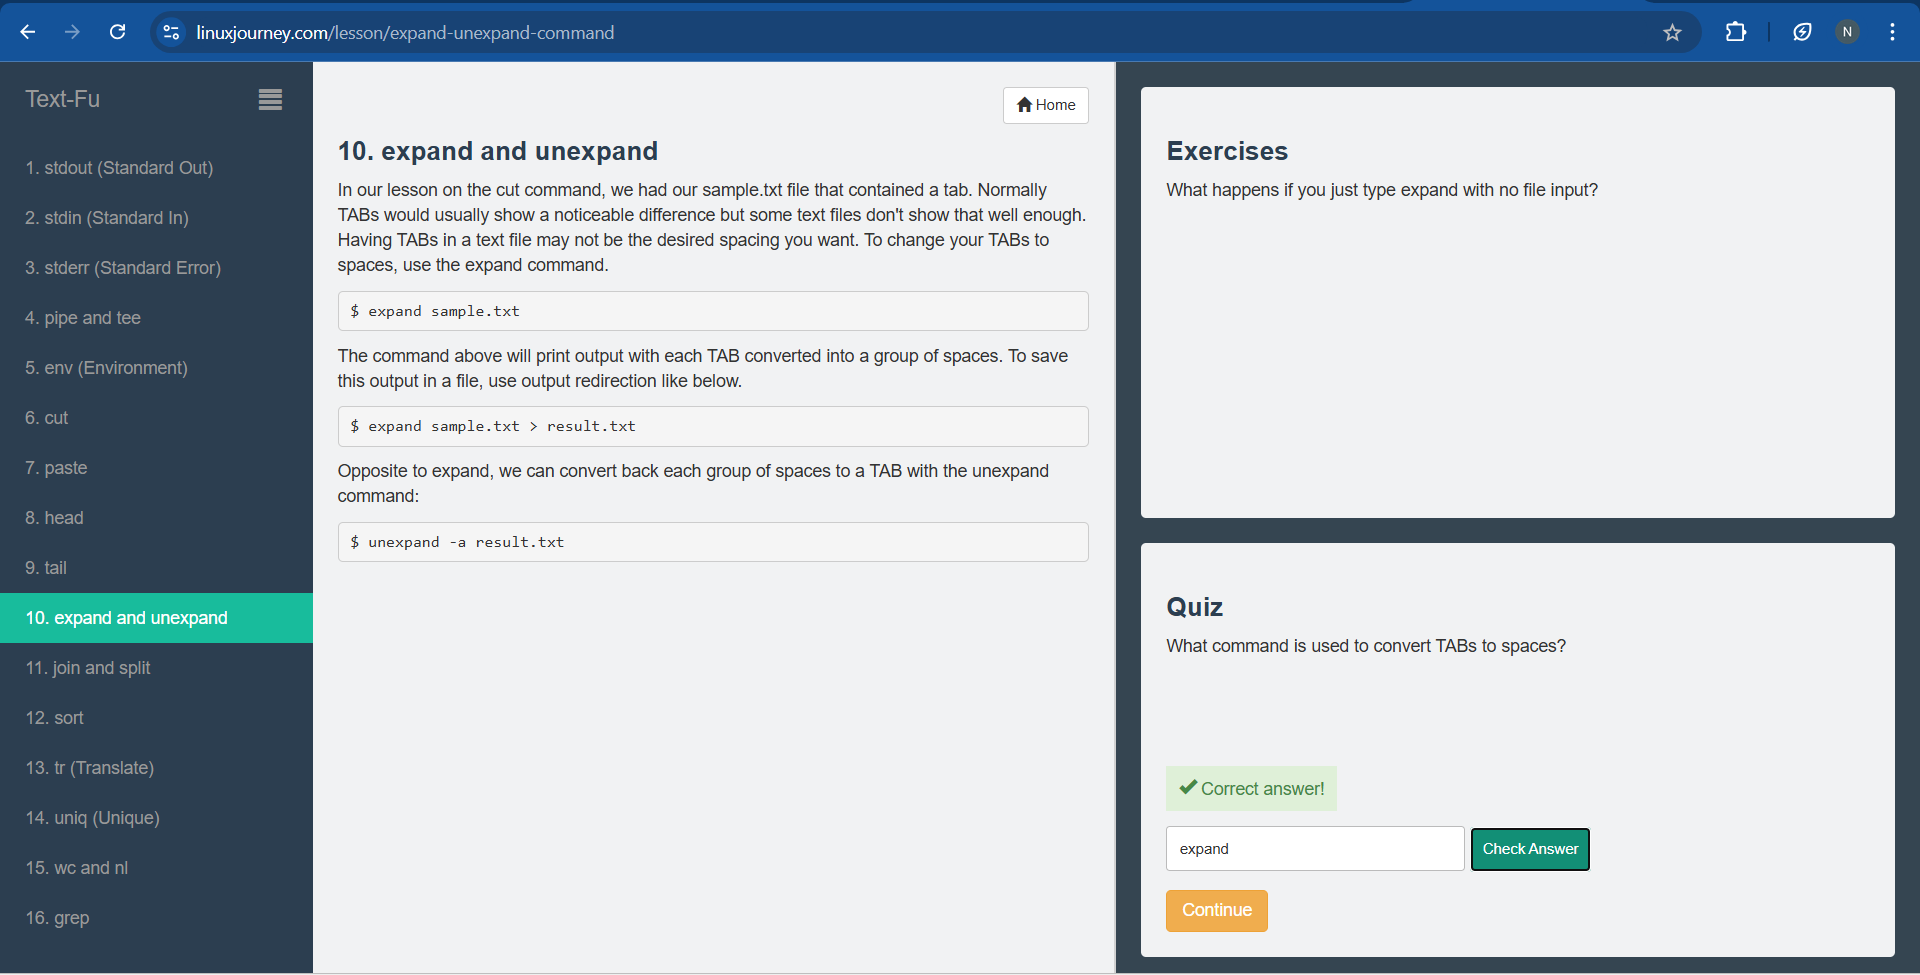 linuxjourney.com/lesson/expand-unexpand-command
N
Text-Fu
1. stdout (Standard Out)
2. stdin (Standard In)
3. stderr (Standard Error)
4. pipe and tee
5. env (Environment)
6. cut
7. paste
8. head
9. tail
10. expand and unexpand
11. join and split
12. sort
13. tr (Translate)
14. uniq (Unique)
15. wc and nl
16. grep
Home
10. expand and unexpand
In our lesson on the cut command, we had our sample.txt file that contained a tab. Normally
TABs would usually show a noticeable difference but some text files don't show that well enough.
Having TABs in a text file may not be the desired spacing you want. To change your TABs to
spaces, use the expand command.
$ expand sample.txt
The command above will print output with each TAB converted into a group of spaces. To save
this output in a file, use output redirection like below.
$ expand sample.txt > result.txt
Opposite to expand, we can convert back each group of spaces to a TAB with the unexpand
command:
$ unexpand -a result.txt
Exercises
What happens if you just type expand with no file input?
Quiz
What command is used to convert TABs to spaces?
Correct answer!
expand
Check Answer
Continue